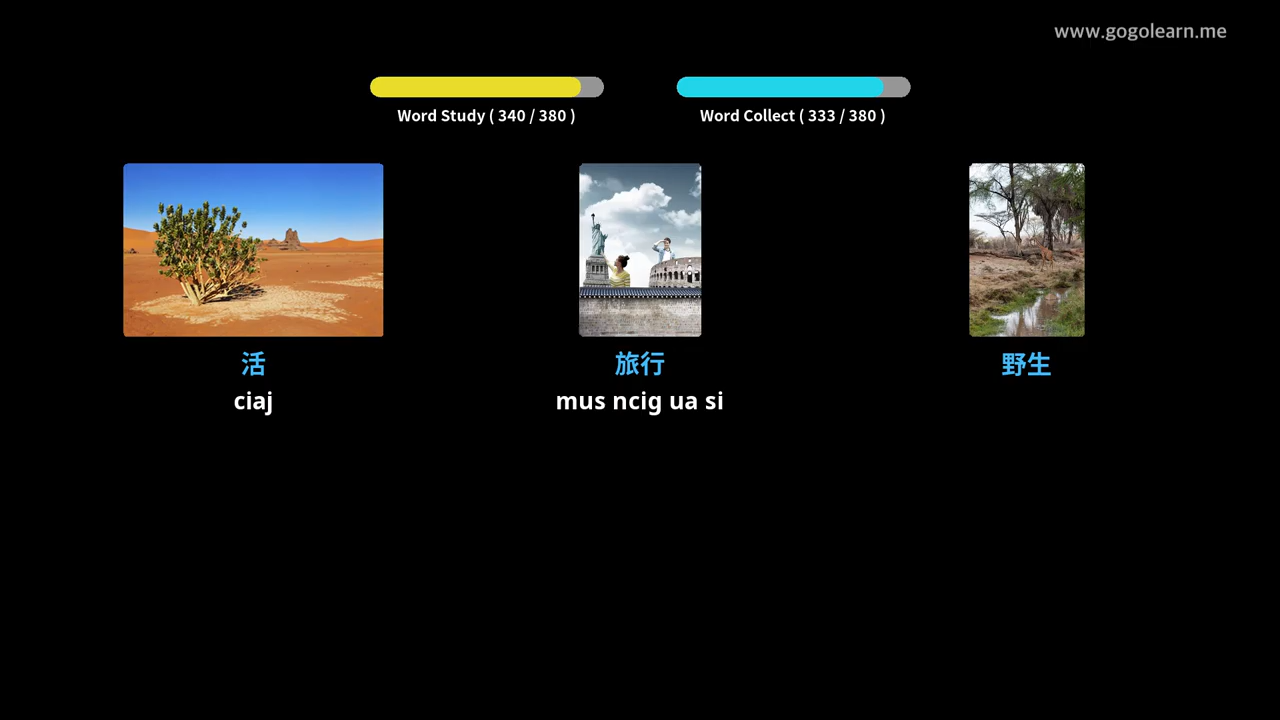 www.gogolearn.me
Word Study ( 340 / 380 )
Word Collect ( 333 / 380 )
活
ciaj
旅行
mus ncig ua si
野生